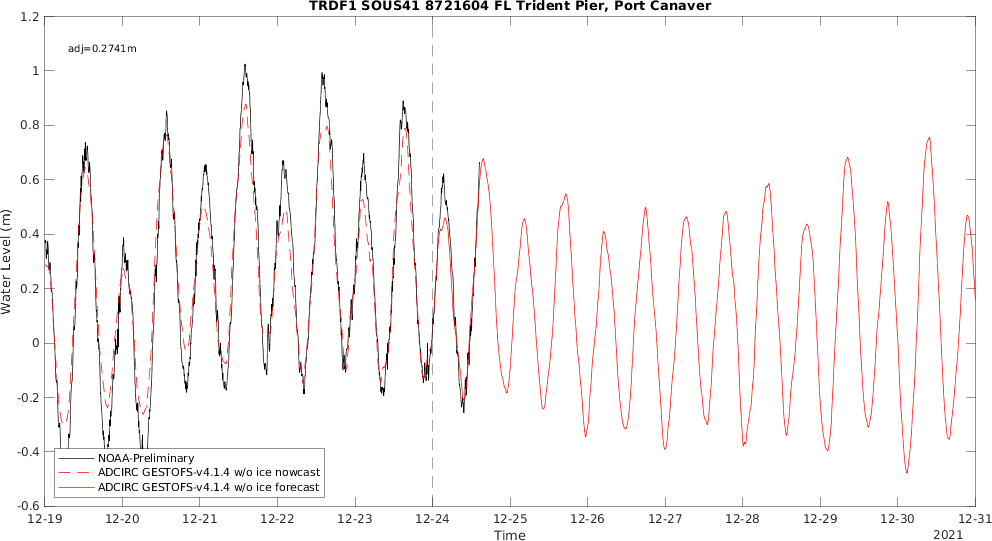 TRDF1 SOUS41 8721604 FL Trident Pier, Port Canaver
adj=0.2741m
1.2
1
0.8
0.6
0.4
0.2
0
-0.2
-0.4
-0.6
Water Level (m)
NOAA-Preliminary
ADCIRC GESTOFS-v4.1.4 w/o ice nowcast
ADCIRC GESTOFS-v4.1.4 w/o ice forecast
12-19 12-20 12-21 12-22 12-23 12-24 12-25 12-26 12-27 12-28 12-29 12-30 12-31
Time
2021